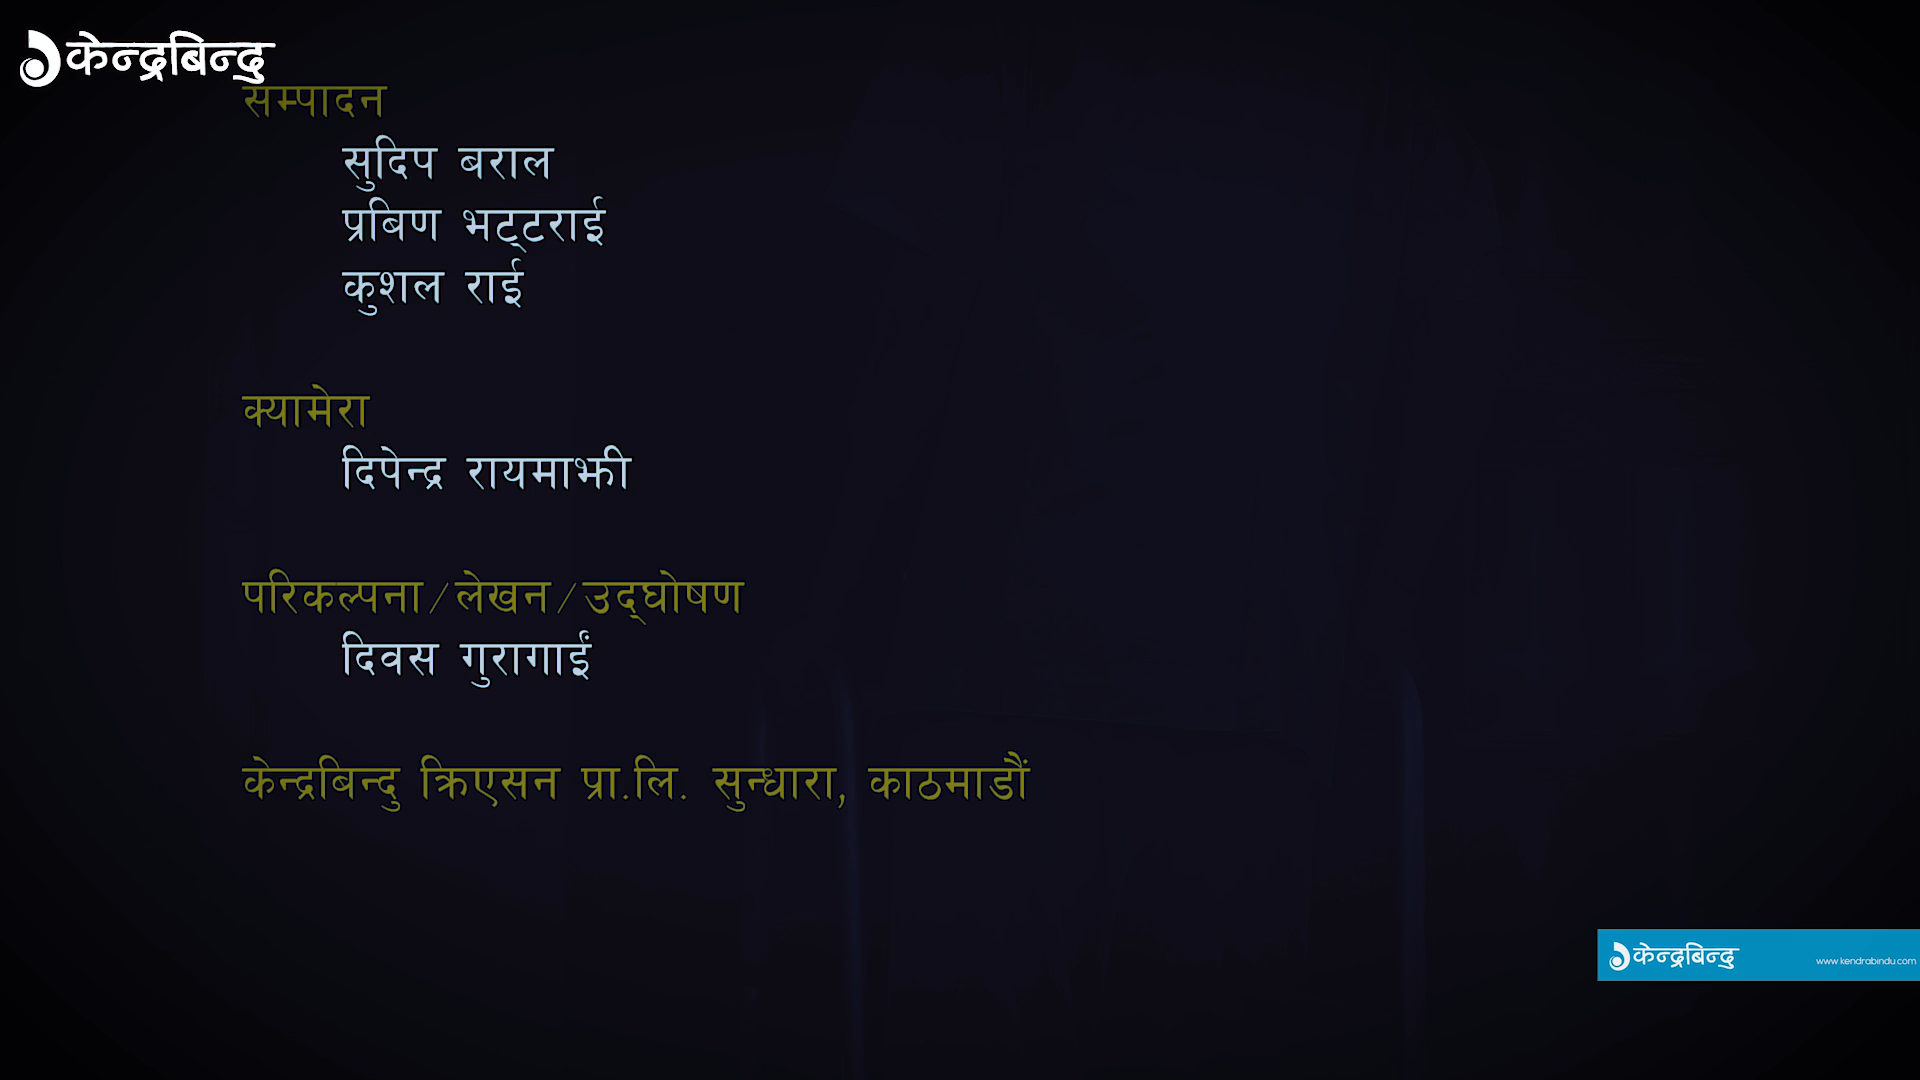 केन्द्रबिन्दु
सम्पादन
सुदिप बराल
प्रबिण भट्टराई
कुशल राई
क्यामेरा
दिपेन्द्र रायमाझी
परिकल्पना/लेखन/उद्घोषण
दिवस गुरागाईं
केन्द्रबिन्दु क्रिएसन प्रा.लि. सुन्धारा, काठमाडौं
केन्द्रबिन्दु www.kendrabindu.com